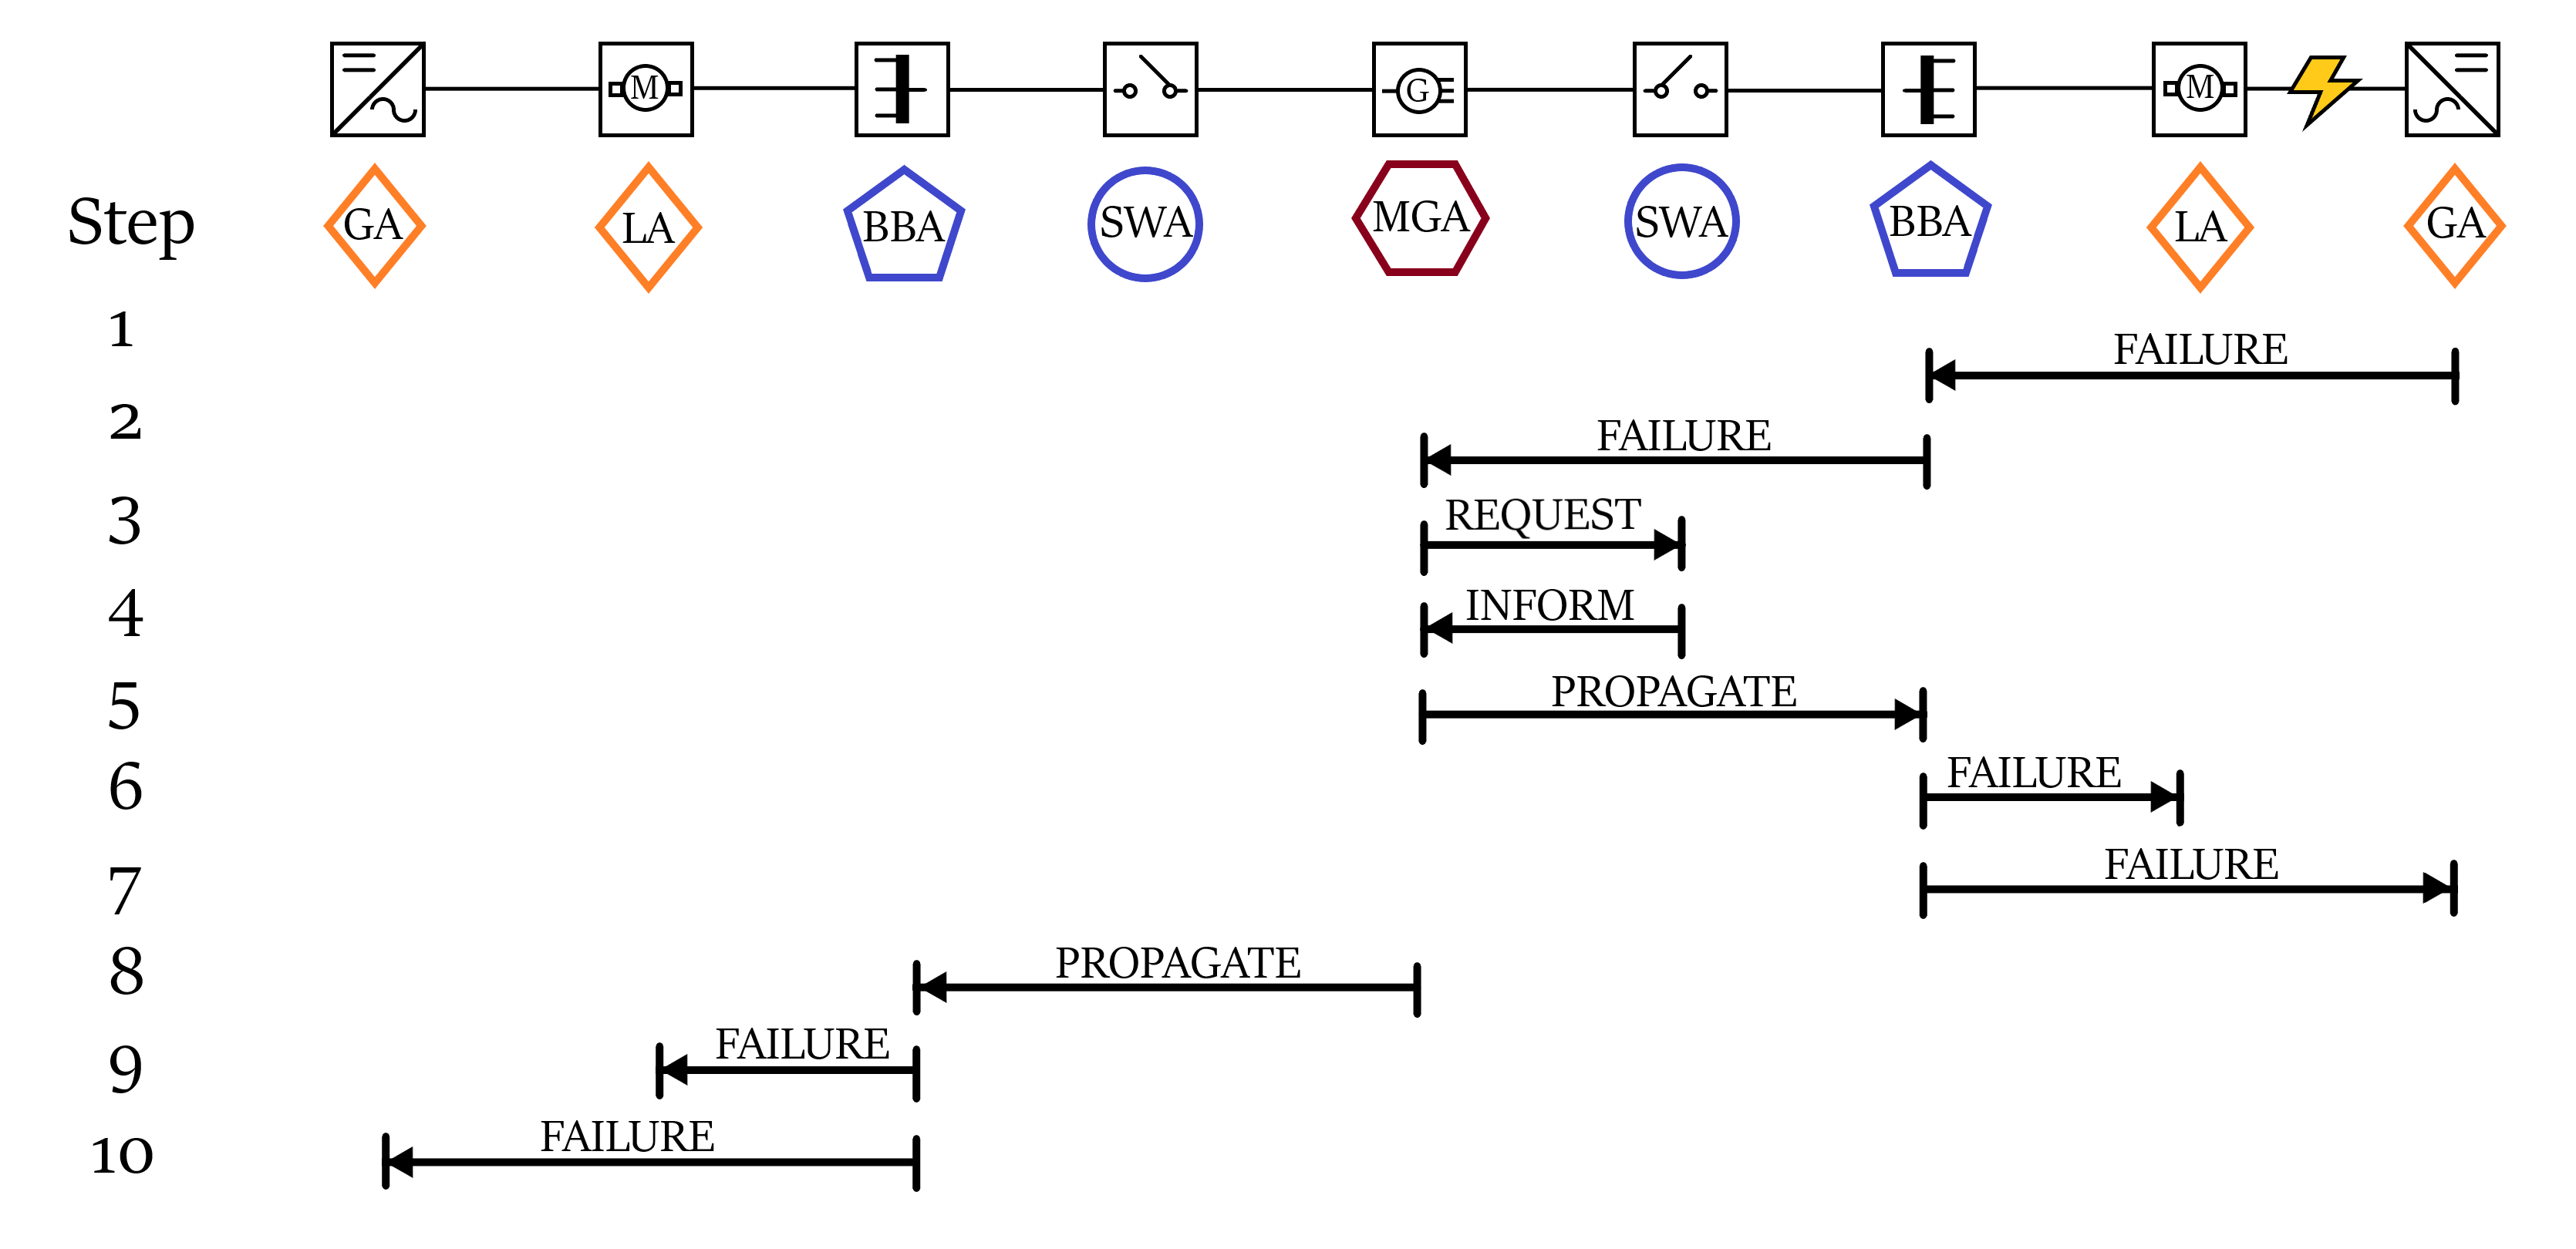 M
G
M
Step GA LA BBA SWA MGA SWA BBA LA GA
1 FAILURE
2 FAILURE
3 REQUEST
4 INFORM
5 PROPAGATE
6 FAILURE
7 FAILURE
8 PROPAGATE
9 FAILURE
10 FAILURE